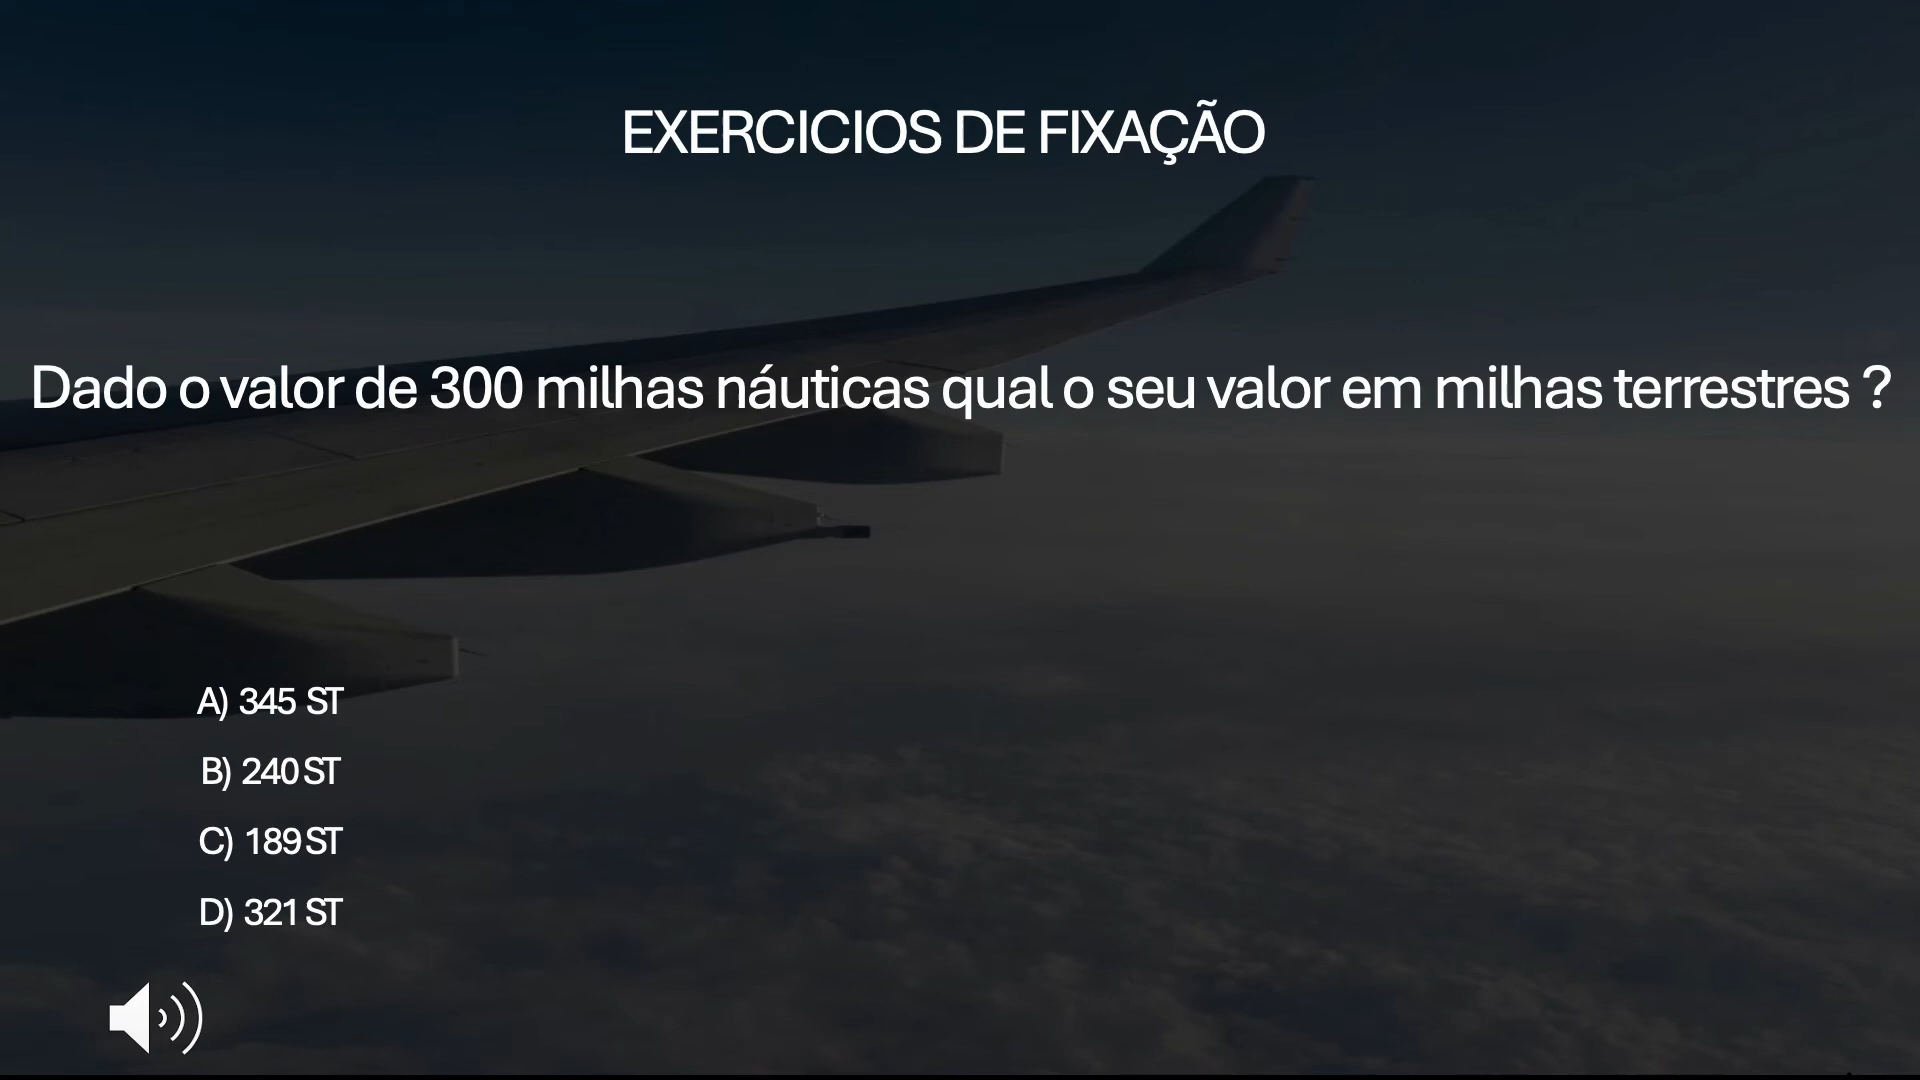 EXERCICIOS DE FIXAÇÃO
Dado o valor de 300 milhas náuticas qual o seu valor em milhas terrestres ?
A) 345 ST
B) 240 ST
C) 189 ST
D) 321 ST